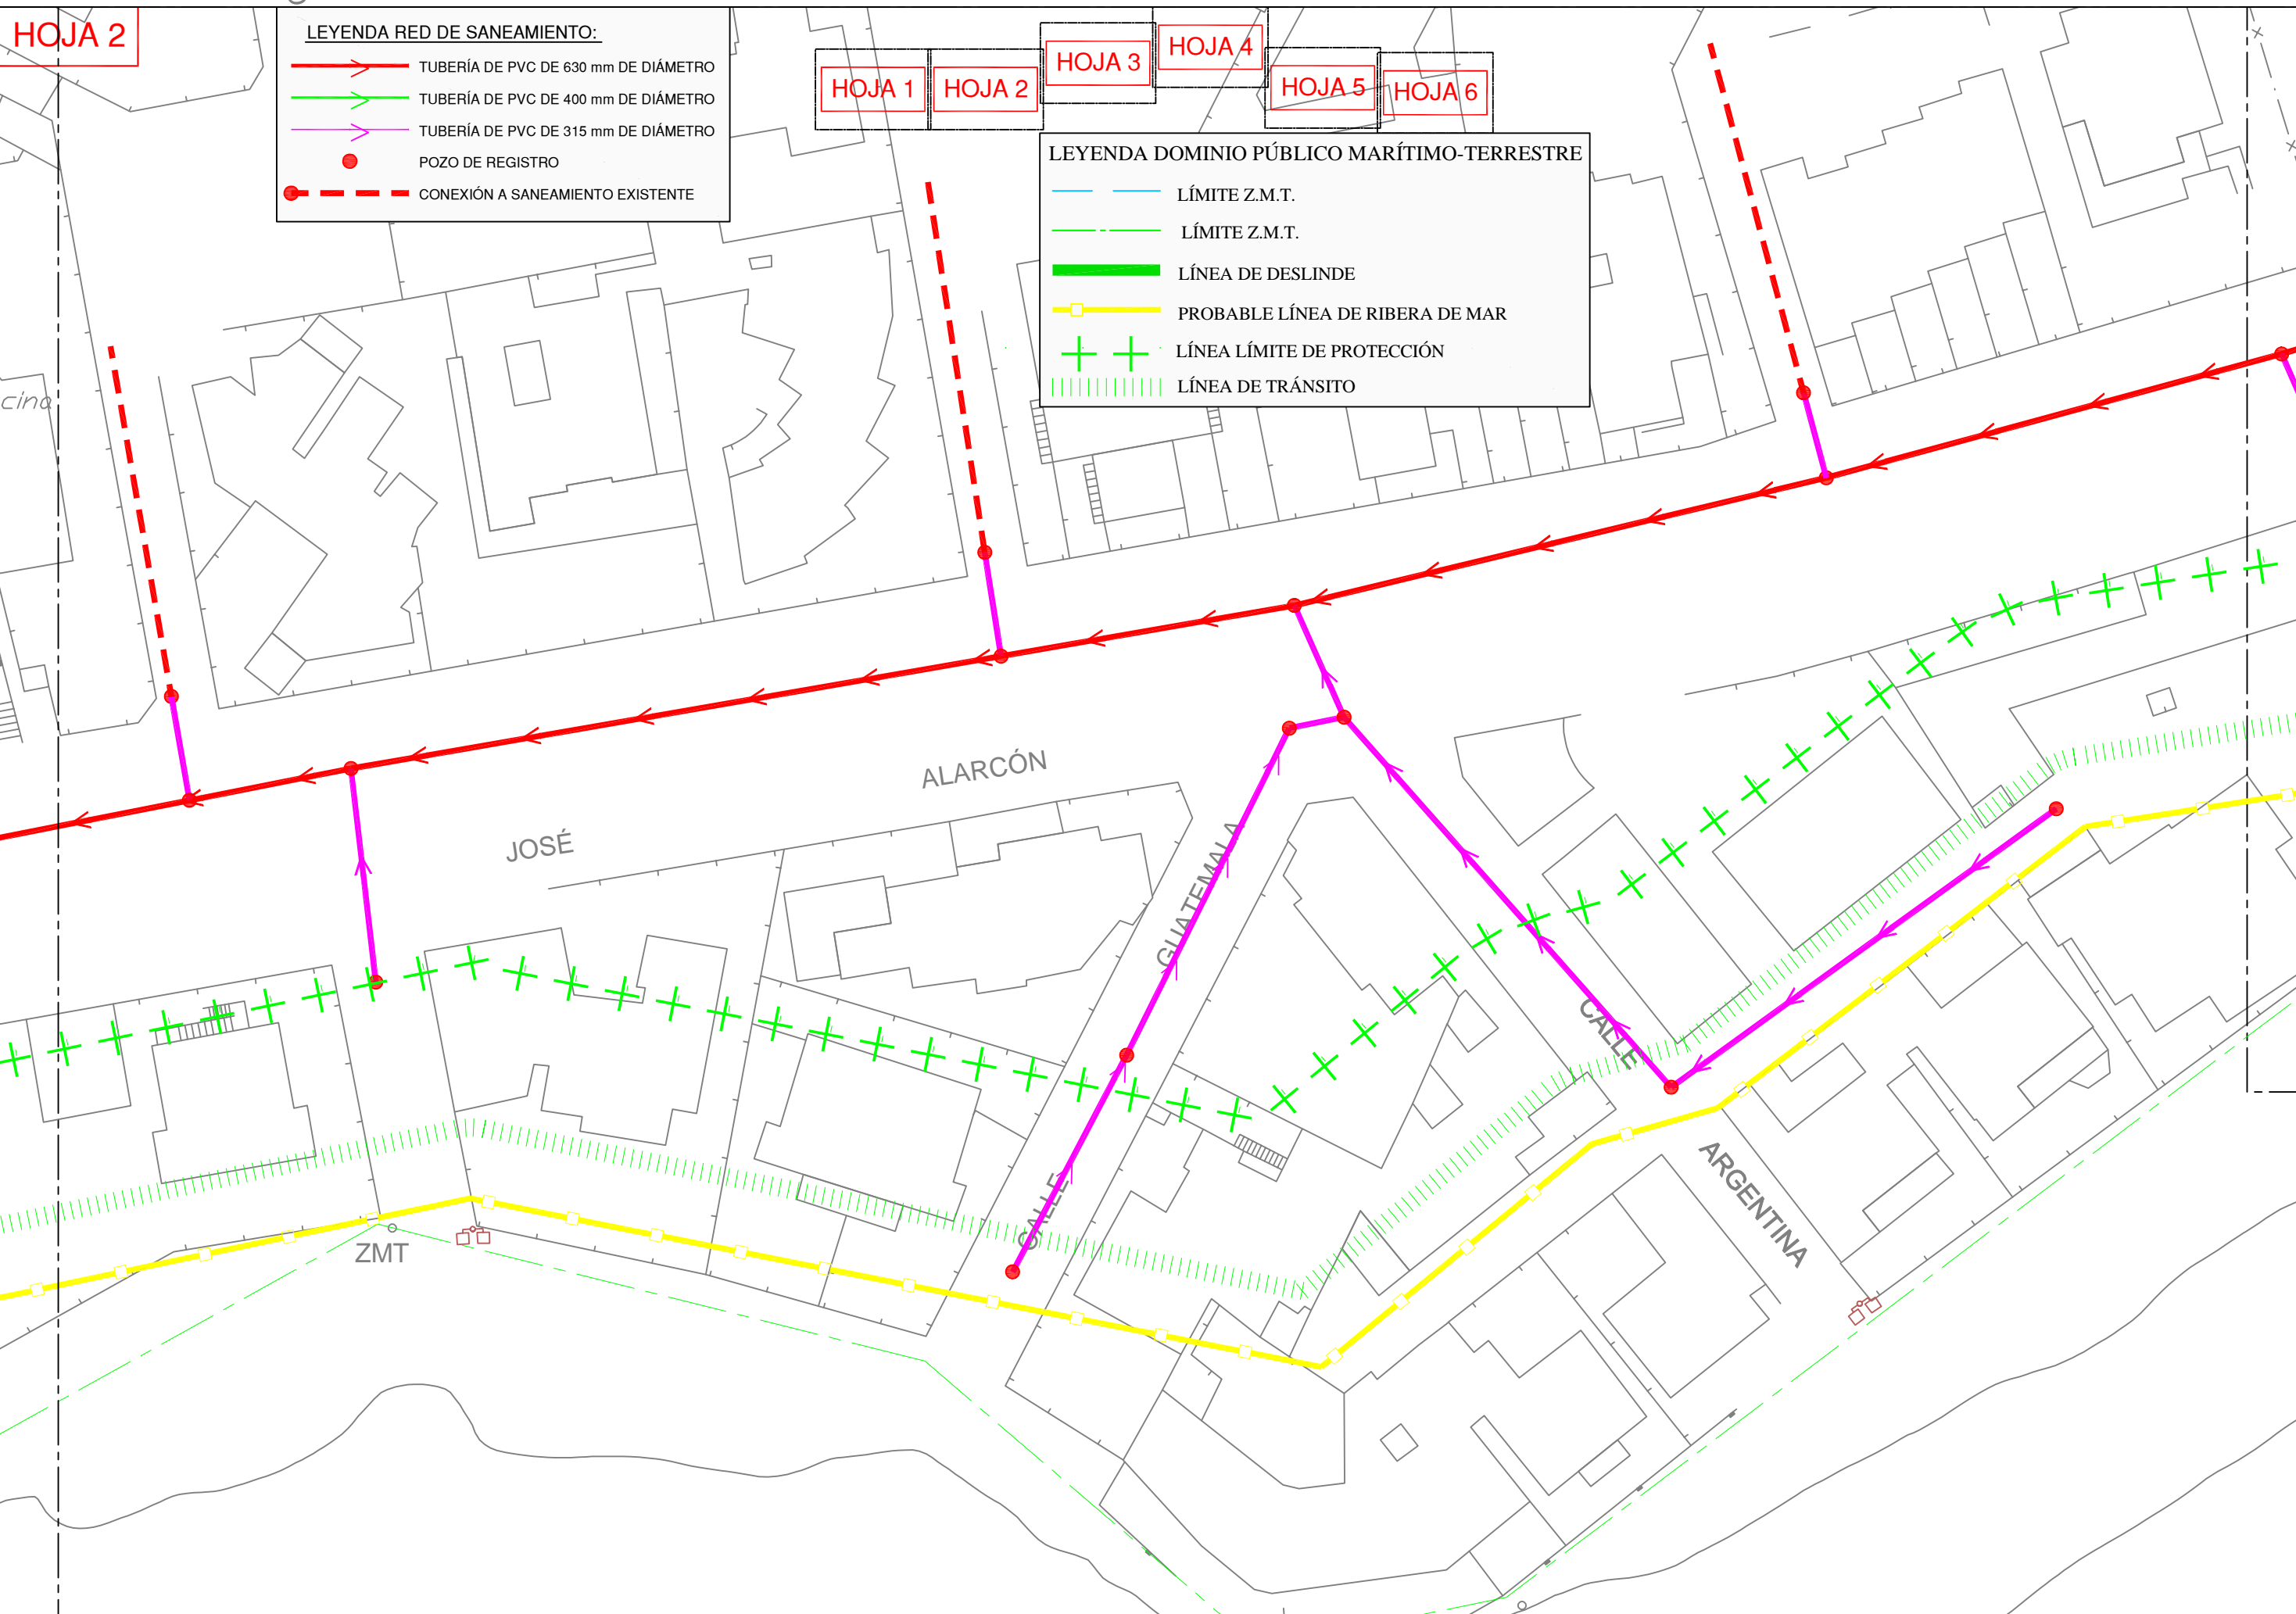 HOJA 2
LEYENDA RED DE SANEAMIENTO:
TUBERÍA DE PVC DE 630 mm DE DIÁMETRO
TUBERÍA DE PVC DE 400 mm DE DIÁMETRO
TUBERÍA DE PVC DE 315 mm DE DIÁMETRO
POZO DE REGISTRO
CONEXIÓN A SANEAMIENTO EXISTENTE
HOJA 1
HOJA 2
HOJA 3
HOJA 4
HOJA 5
HOJA 6
LEYENDA DOMINIO PÚBLICO MARÍTIMO-TERRESTRE
LÍMITE Z.M.T.
LÍMITE Z.M.T.
LÍNEA DE DESLINDE
PROBABLE LÍNEA DE RIBERA DE MAR
LÍNEA LÍMITE DE PROTECCIÓN
LÍNEA DE TRÁNSITO
cina
JOSÉ ALARCÓN
CALLE GUATEMALA
CALLE ARGENTINA
ZMT